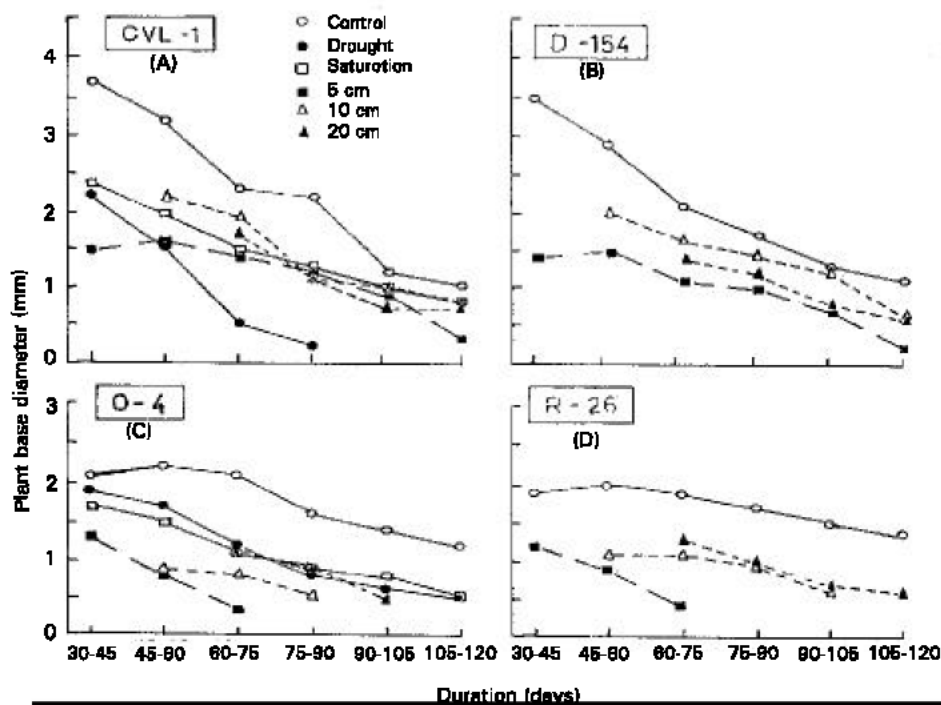 CVL -1
(A)
Control
Drought
Saturotion
5 cm
10 cm
20 cm
D -154
(B)
4
3
2
1
0
Plant base diameter (mm)
O - 4
(C)
R - 26
(D)
3
2
1
0
30-45 45-60 60-75 75-90 90-105 105-120
30-45 45-60 60-75 75-90 90-105 105-120
Duration (days)